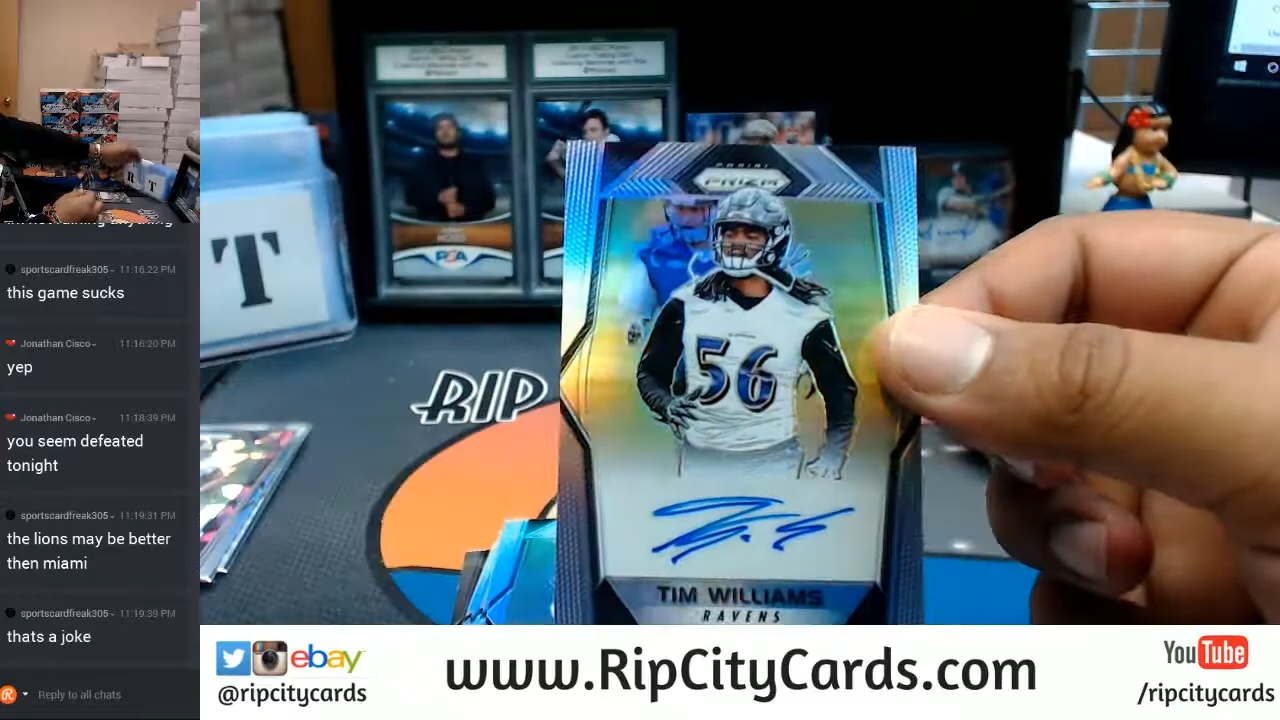 sportscardfreak305 - 11:16:22 PM
this game sucks
Jonathan Cisco - 11:16:20 PM
yep
Jonathan Cisco - 11:18:39 PM
you seem defeated
tonight
sportscardfreak305 - 11:19:31 PM
the lions may be better
then miami
sportscardfreak305 - 11:19:39 PM
thats a joke
Reply to all chats
R T
T
PSA
RIP
PANINI
PRIZM
56
TIM WILLIAMS
RAVENS
ebay
@ripcitycards
www.RipCityCards.com
YouTube
/ripcitycards